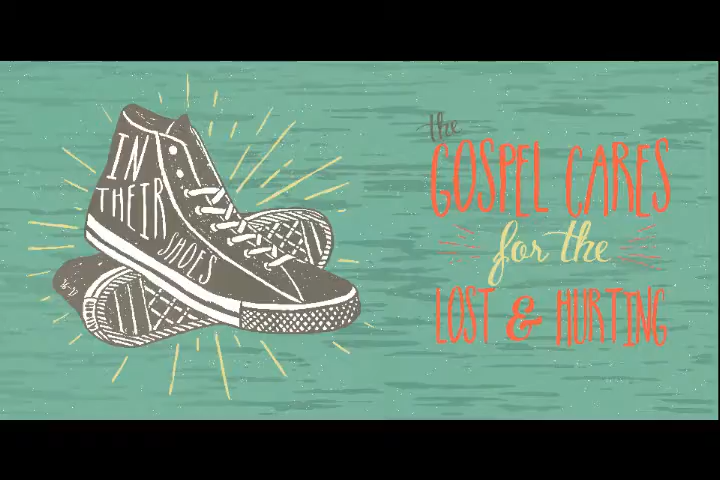 IN
THEIR
SHOES
the
GOSPEL CARES
for the
LOST & HURTING